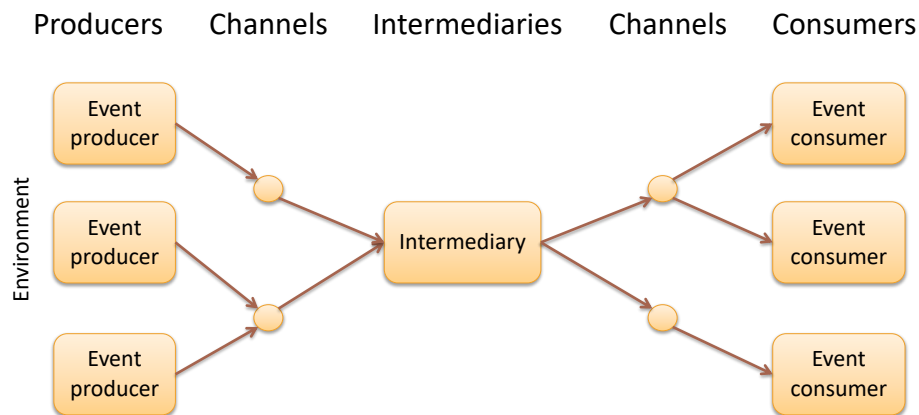 Producers Channels Intermediaries Channels Consumers
Environment
Event
producer
Event
producer
Event
producer
Intermediary
Event
consumer
Event
consumer
Event
consumer